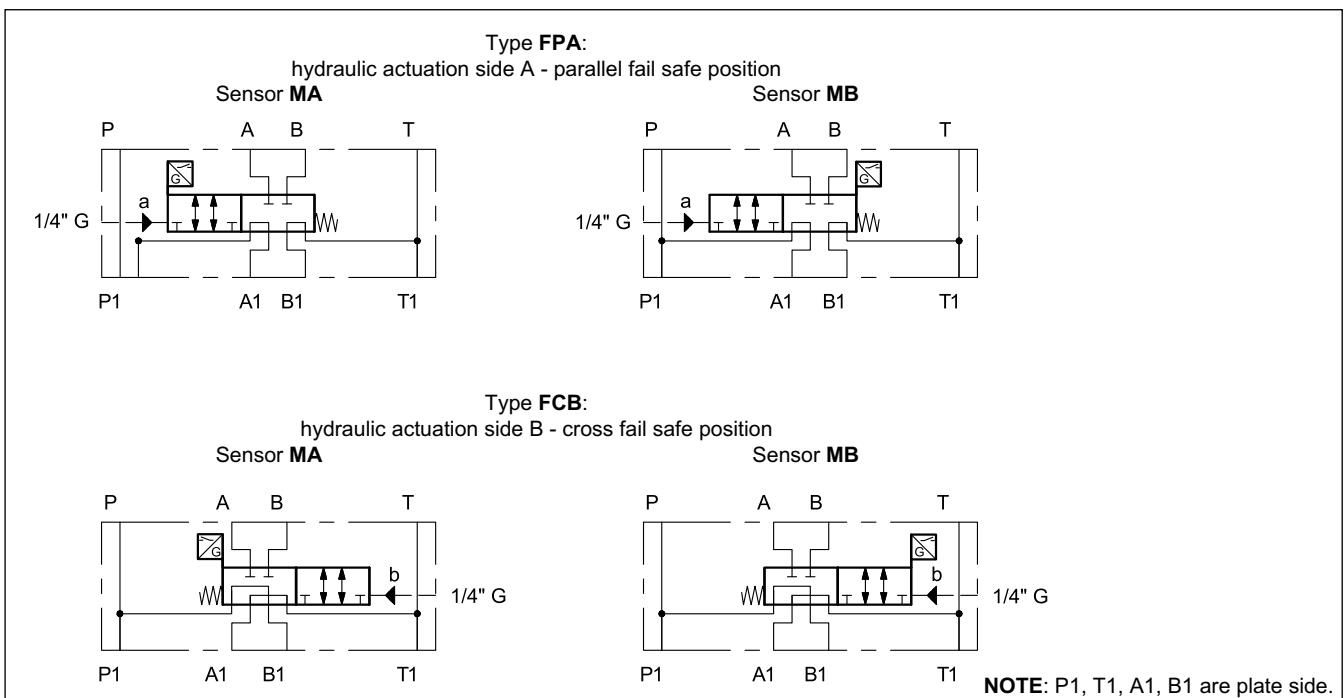 Type FPA:
hydraulic actuation side A - parallel fail safe position
Sensor MA
Sensor MB
P A B T
P A B T
G
G
a
a
1/4" G
1/4" G
P1 A1 B1 T1
P1 A1 B1 T1
Type FCB:
hydraulic actuation side B - cross fail safe position
Sensor MA
Sensor MB
P A B T
P A B T
G
G
b
b
1/4" G
1/4" G
P1 A1 B1 T1
P1 A1 B1 T1
NOTE: P1, T1, A1, B1 are plate side.